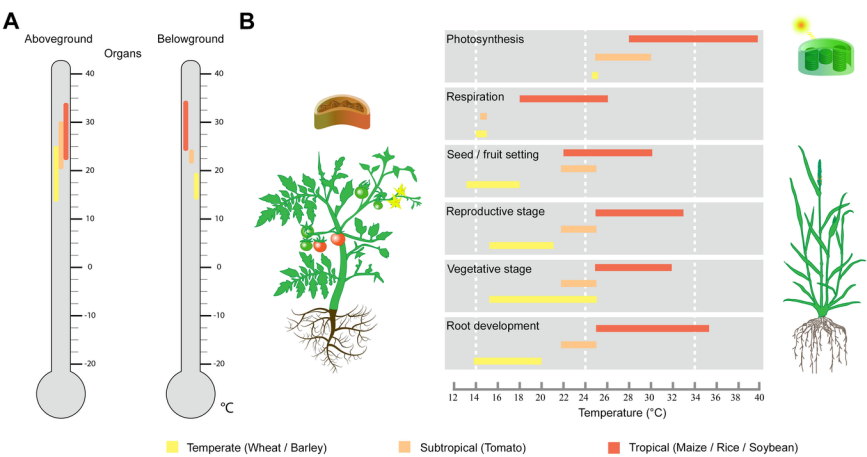 A
B
Aboveground
Belowground
Organs
40
30
20
10
0
-10
-20
40
30
20
10
0
-10
-20
°C
Photosynthesis
Respiration
Seed / fruit setting
Reproductive stage
Vegetative stage
Root development
12 14 16 18 20 22 24 26 28 30 32 34 36 38 40
Temperature (°C)
Temperate (Wheat / Barley)
Subtropical (Tomato)
Tropical (Maize / Rice / Soybean)